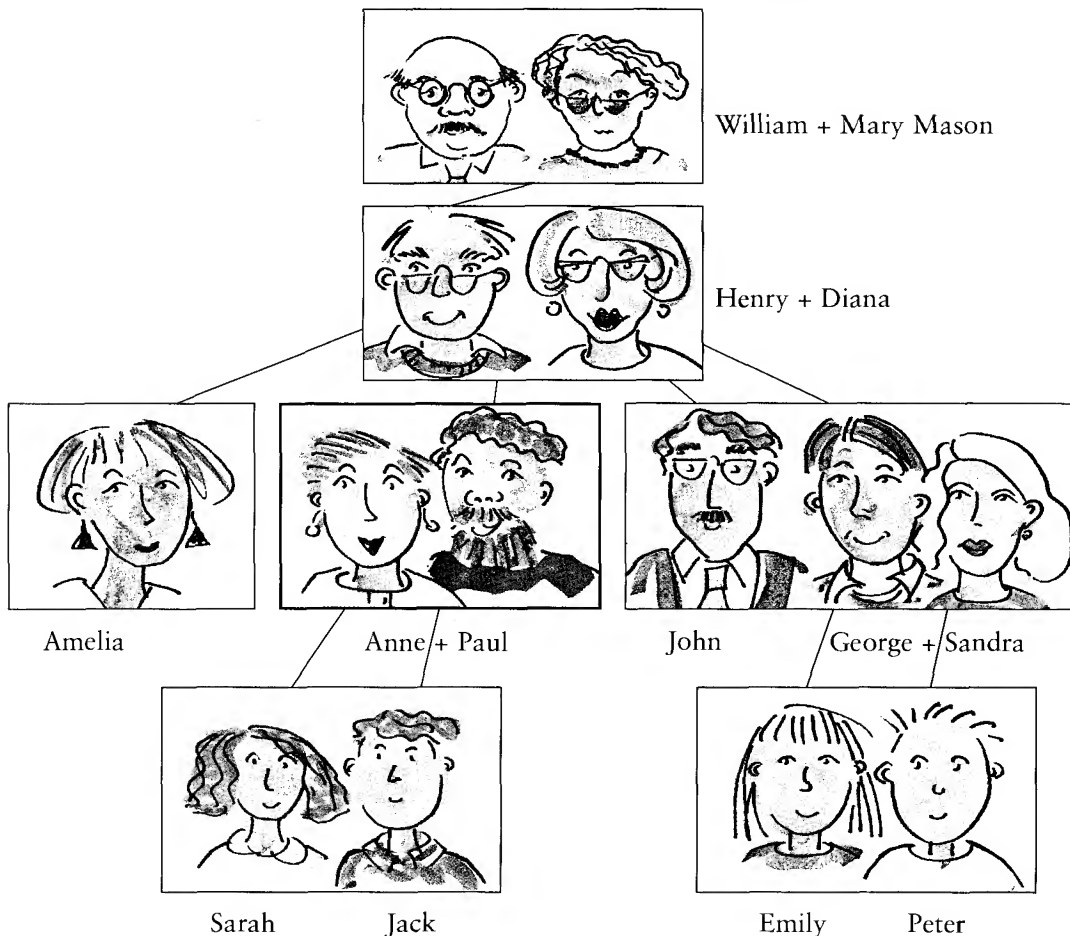 William + Mary Mason
Henry + Diana
Amelia
Anne + Paul
John
George + Sandra
Sarah
Jack
Emily
Peter